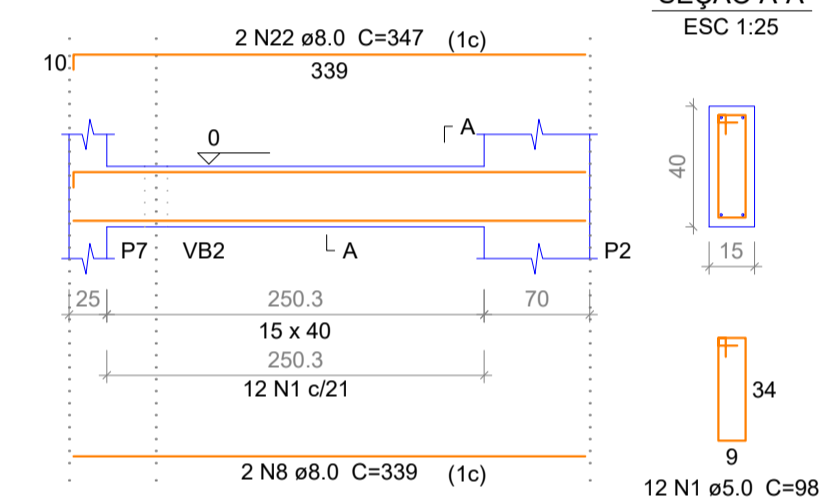 2 N22 ø8.0 C=347 (1c)
10
339
ESC 1:25
0
A
40
P7
VB2
A
P2
15
25
250.3
70
15 x 40
250.3
12 N1 c/21
34
9
2 N8 ø8.0 C=339 (1c)
12 N1 ø5.0 C=98